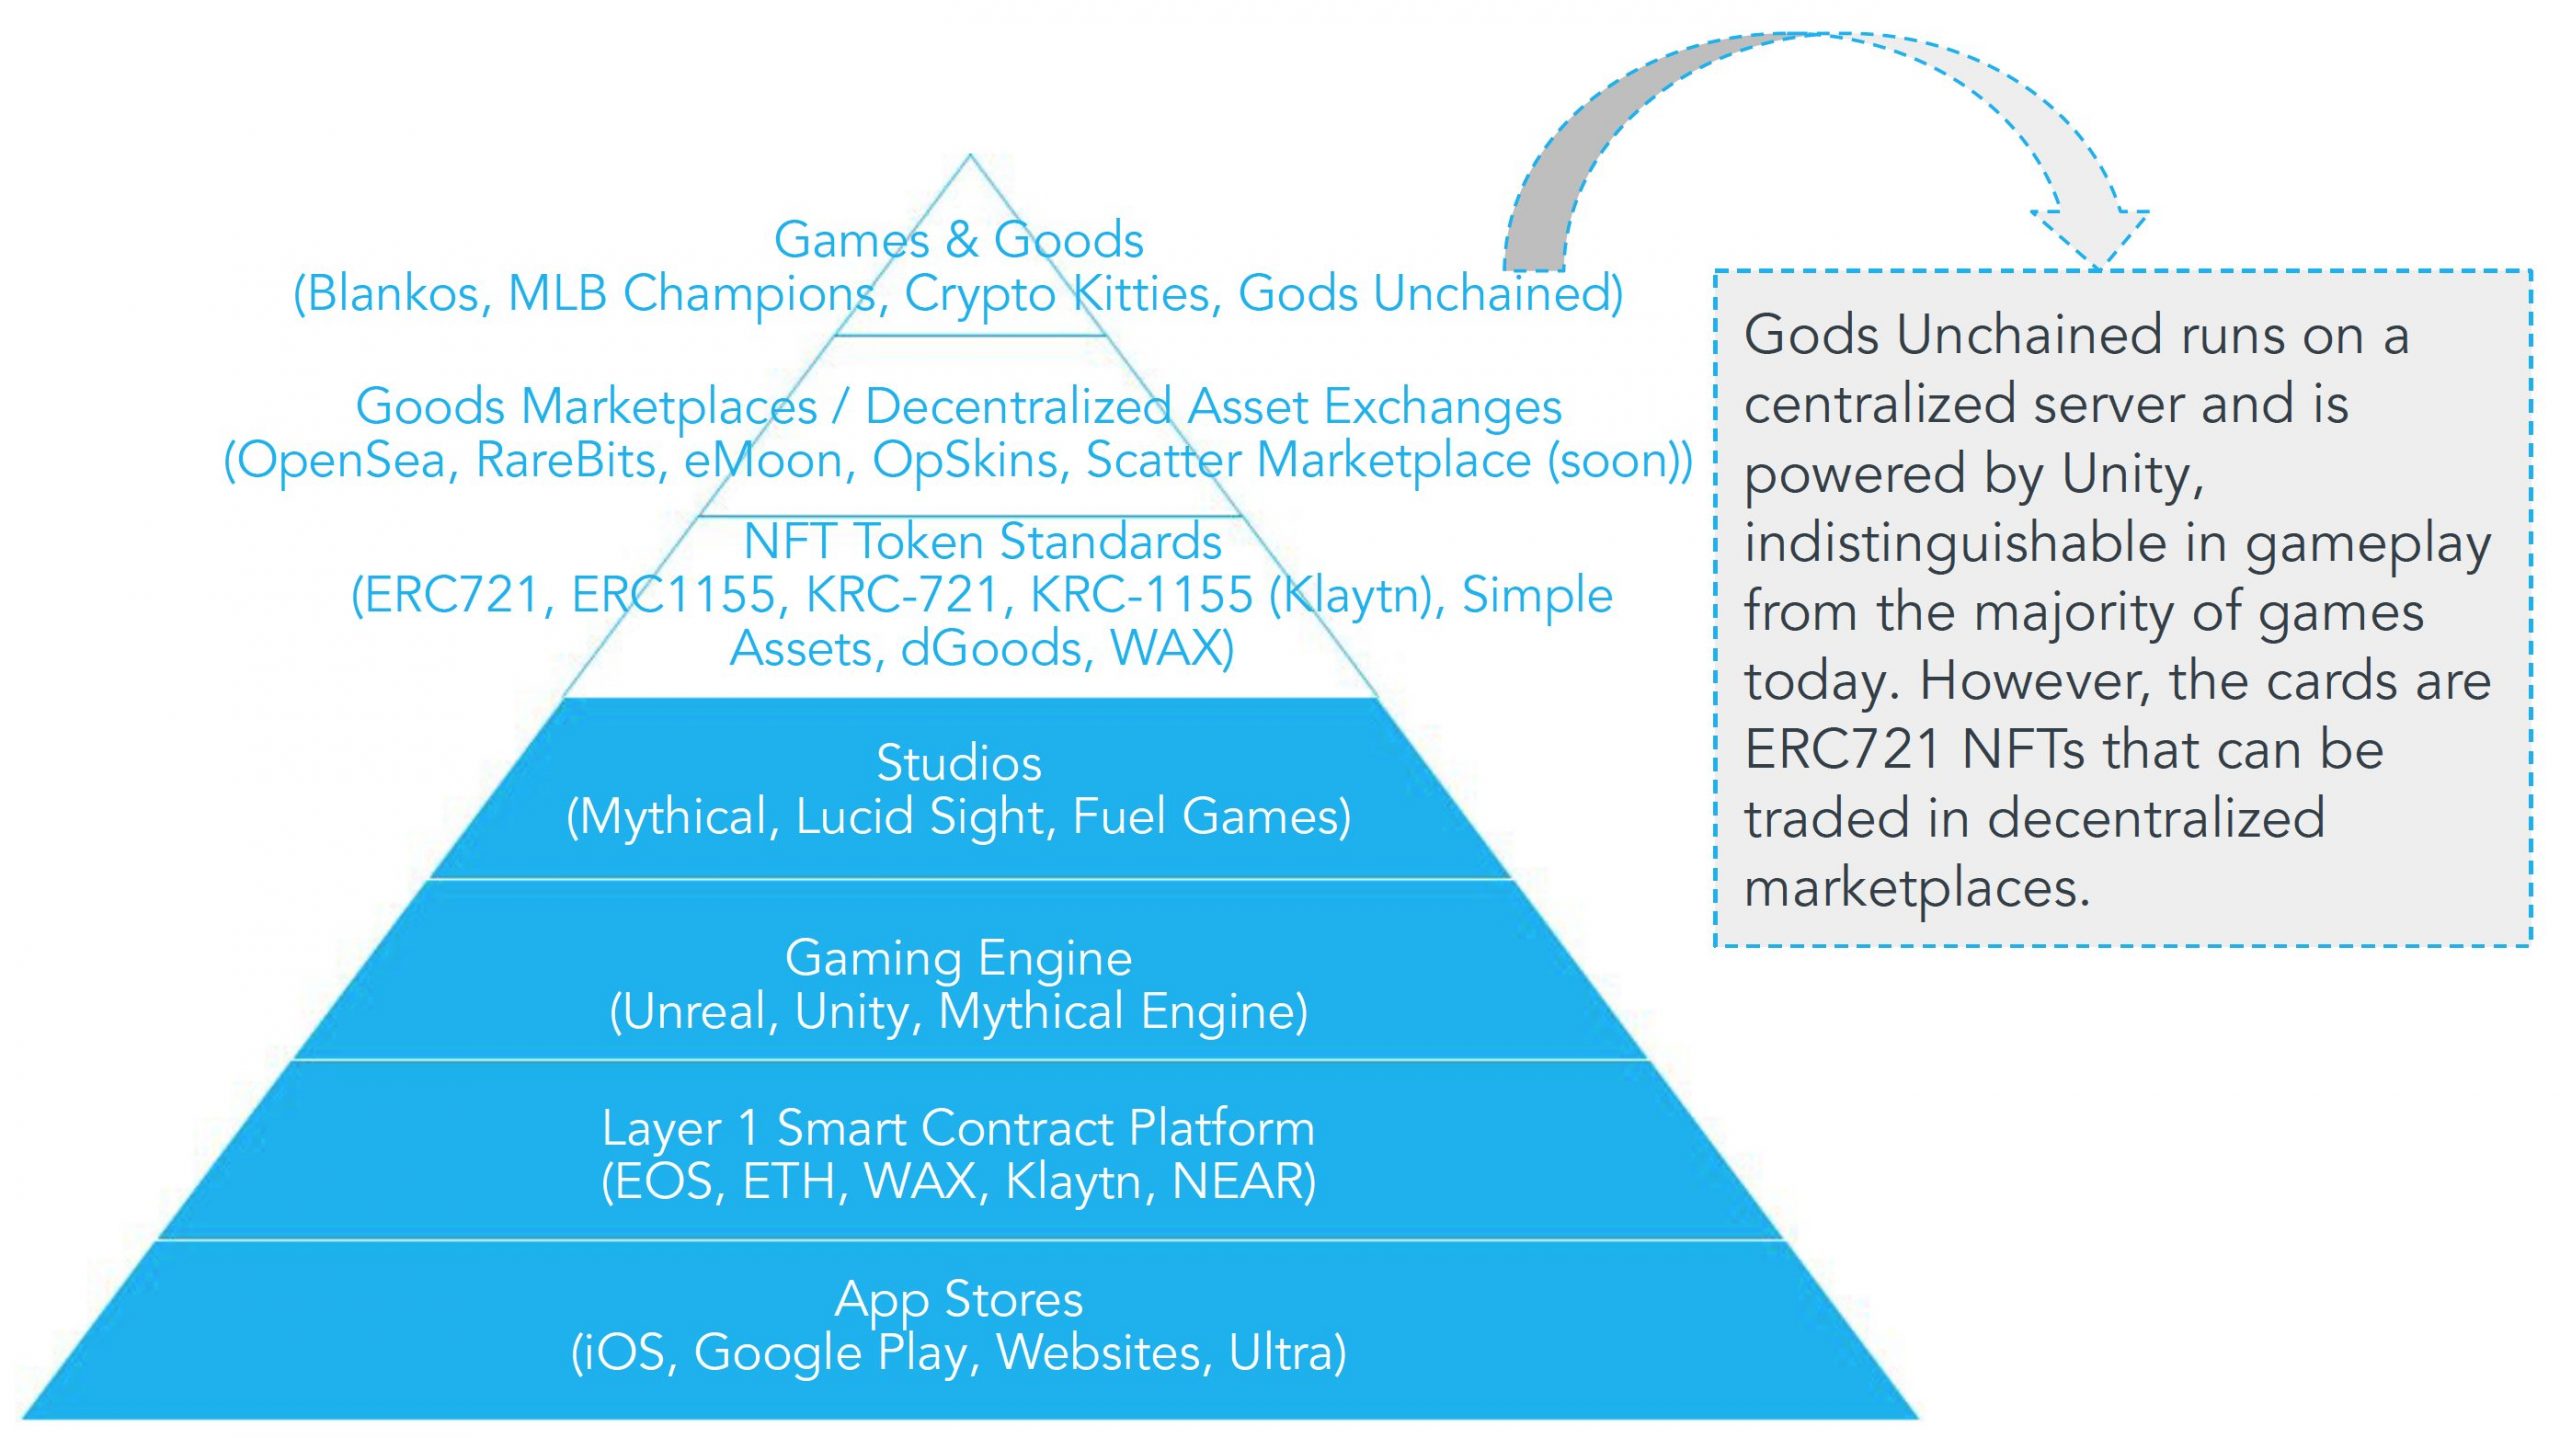 Games & Goods
(Blankos, MLB Champions, Crypto Kitties, Gods Unchained)
Goods Marketplaces / Decentralized Asset Exchanges
(OpenSea, RareBits, eMoon, OpSkins, Scatter Marketplace (soon))
NFT Token Standards
(ERC721, ERC1155, KRC-721, KRC-1155 (Klaytn), Simple
Assets, dGoods, WAX)
Studios
(Mythical, Lucid Sight, Fuel Games)
Gaming Engine
(Unreal, Unity, Mythical Engine)
Layer 1 Smart Contract Platform
(EOS, ETH, WAX, Klaytn, NEAR)
App Stores
(iOS, Google Play, Websites, Ultra)
Gods Unchained runs on a
centralized server and is
powered by Unity,
indistinguishable in gameplay
from the majority of games
today. However, the cards are
ERC721 NFTs that can be
traded in decentralized
marketplaces.